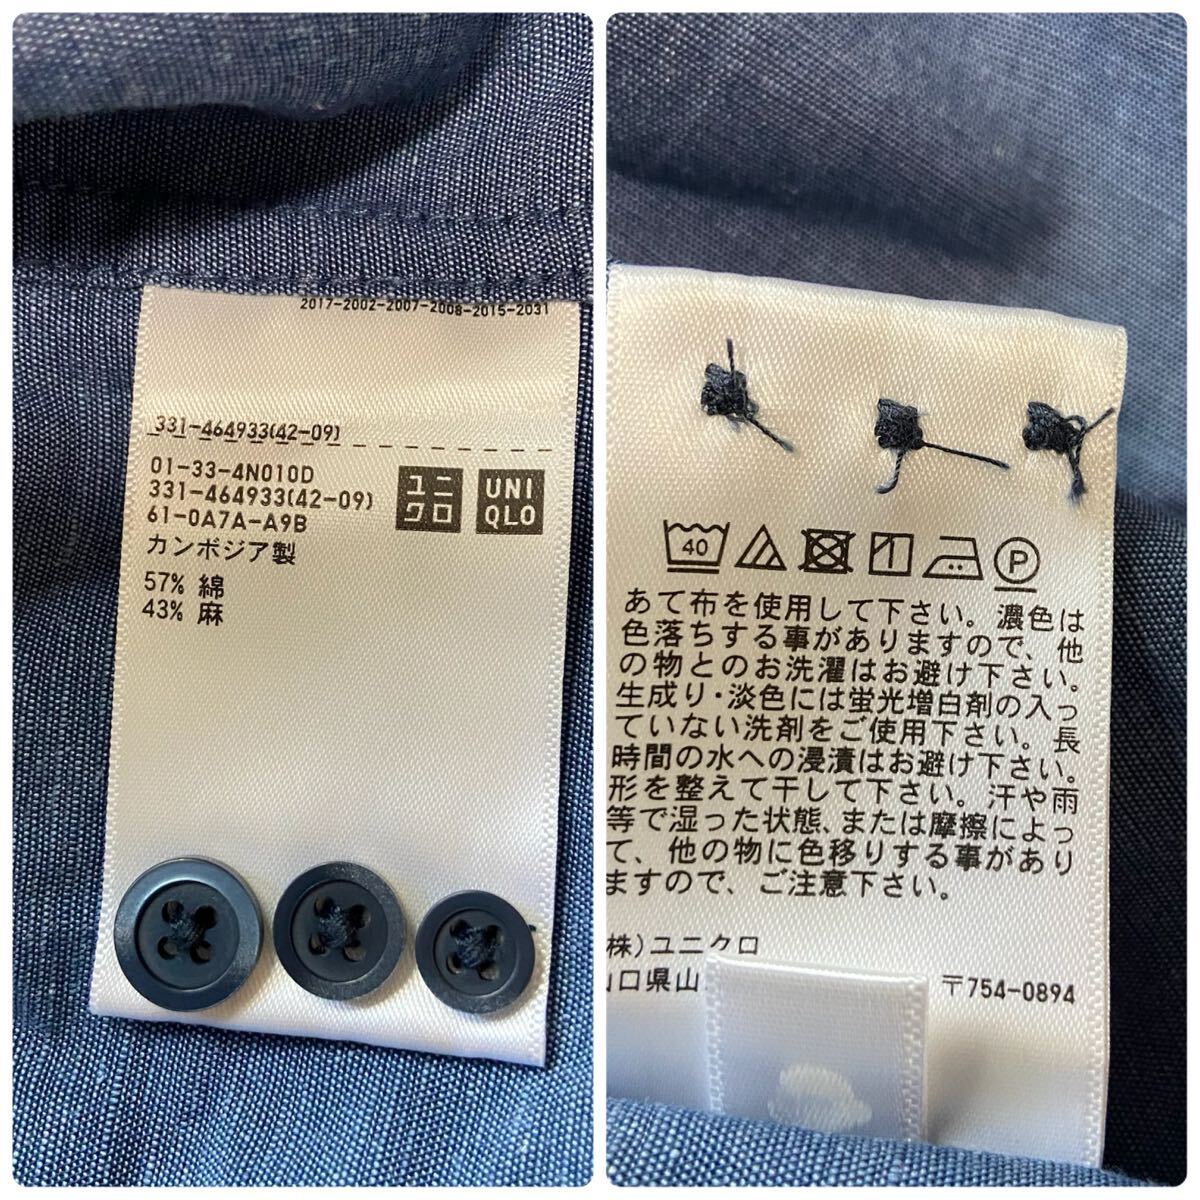 2017-2002-2007-2008-2015-2031
331-464933(42-09)
01-33-4N010D
331-464933(42-09)
61-0A7A-A9B
カンボジア製
57% 綿
43% 麻
ユニ
クロ
UNI
QLO
40
P
あて布を使用して下さい。濃色は
色落ちする事がありますので、他
の物とのお洗濯はお避け下さい。
生成り・淡色には蛍光増白剤の入っ
ていない洗剤をご使用下さい。長
時間の水への浸漬はお避け下さい。
形を整えて干して下さい。汗や雨
等で湿った状態、または摩擦によっ
て、他の物に色移りする事があり
ますので、ご注意下さい。
株)ユニクロ
山口県山
〒754-0894